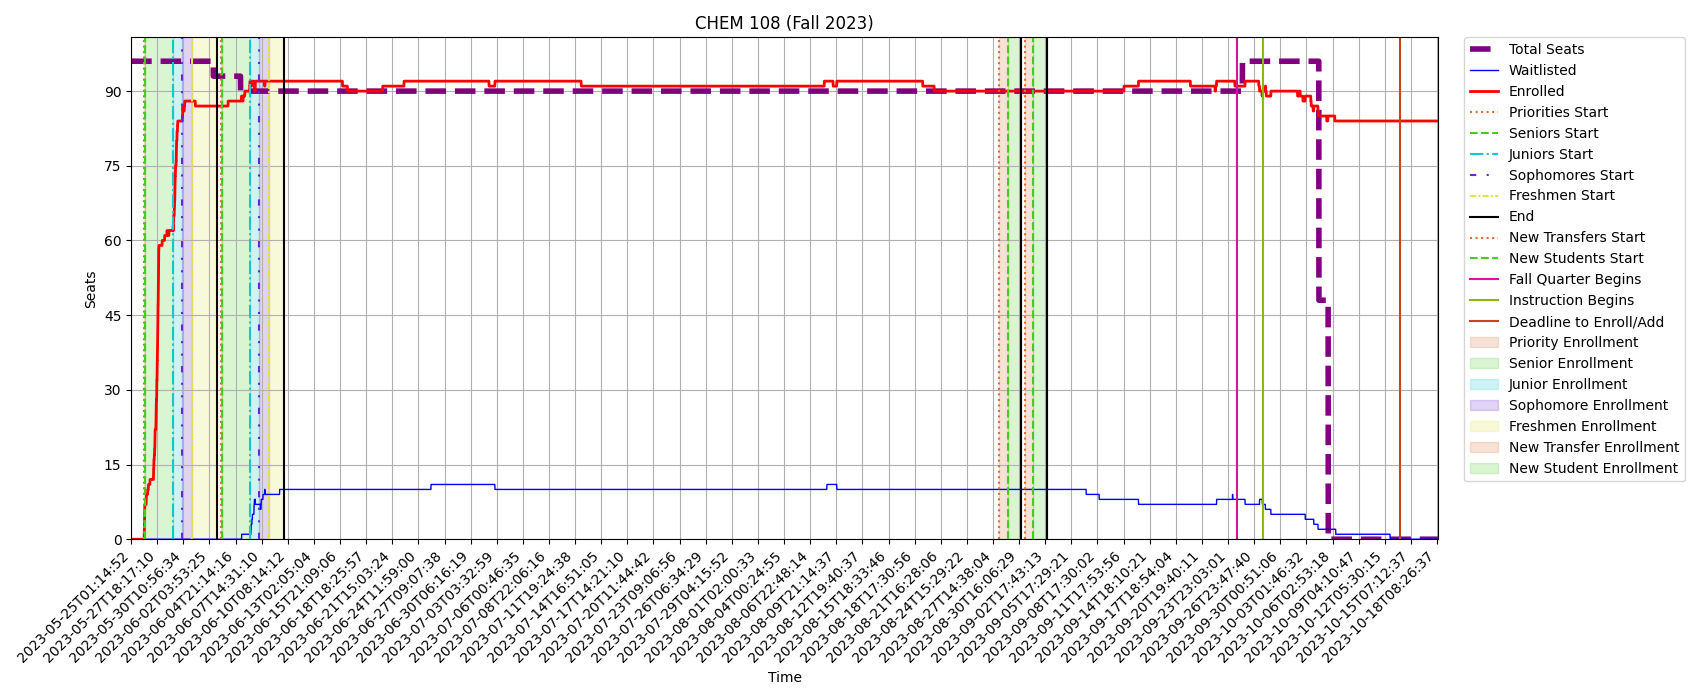 CHEM 108 (Fall 2023)
Seats
90
75
60
45
30
15
0
2023-05-25T01:14:52
2023-05-27T18:17:10
2023-05-30T10:56:34
2023-06-02T03:53:25
2023-06-04T21:14:16
2023-06-07T14:31:10
2023-06-10T08:14:12
2023-06-13T02:05:04
2023-06-15T21:09:06
2023-06-18T18:25:57
2023-06-21T15:03:24
2023-06-24T11:59:00
2023-06-27T09:07:38
2023-06-30T06:16:19
2023-07-03T03:32:59
2023-07-06T00:46:35
2023-07-08T22:06:16
2023-07-11T19:24:38
2023-07-14T16:51:05
2023-07-17T14:21:10
2023-07-20T11:44:42
2023-07-23T09:06:56
2023-07-26T06:34:29
2023-07-29T04:15:52
2023-08-01T02:00:33
2023-08-04T00:24:55
2023-08-06T22:48:14
2023-08-09T21:14:37
2023-08-12T19:40:37
2023-08-15T18:33:46
2023-08-18T17:30:56
2023-08-21T16:28:06
2023-08-24T15:29:22
2023-08-27T14:38:04
2023-08-30T16:06:29
2023-09-02T17:43:13
2023-09-05T17:29:21
2023-09-08T17:30:02
2023-09-11T17:53:56
2023-09-14T18:10:21
2023-09-17T18:54:04
2023-09-20T19:40:11
2023-09-23T23:03:01
2023-09-26T23:47:40
2023-09-30T00:51:06
2023-10-03T01:46:32
2023-10-06T02:53:18
2023-10-09T04:10:47
2023-10-12T05:30:15
2023-10-15T07:12:37
2023-10-18T08:26:37
Time
Total Seats
Waitlisted
Enrolled
Priorities Start
Seniors Start
Juniors Start
Sophomores Start
Freshmen Start
End
New Transfers Start
New Students Start
Fall Quarter Begins
Instruction Begins
Deadline to Enroll/Add
Priority Enrollment
Senior Enrollment
Junior Enrollment
Sophomore Enrollment
Freshmen Enrollment
New Transfer Enrollment
New Student Enrollment